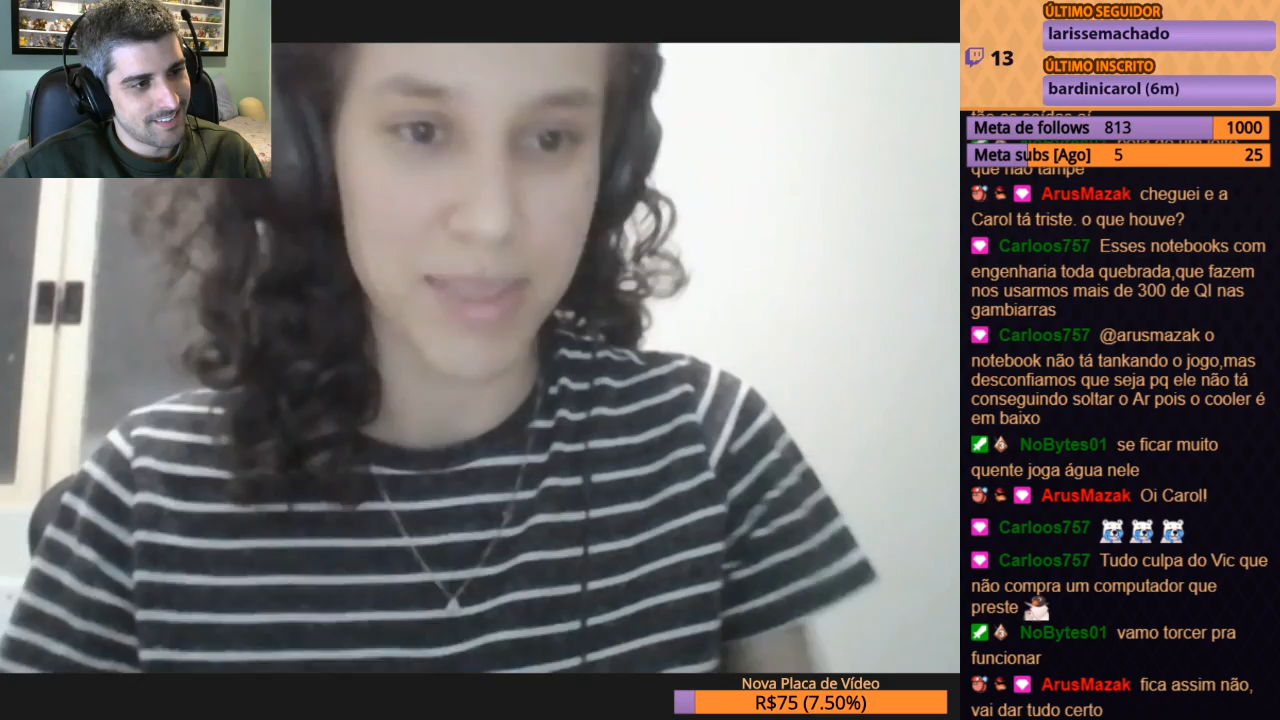 ÚLTIMO SEGUIDOR
larissemachado
13
ÚLTIMO INSCRITO
bardinicarol (6m)
Meta de follows 813 1000
Meta subs [Ago] 5 25
que não tampe
ArusMazak cheguei e a
Carol tá triste. o que houve?
Carloos757 Esses notebooks com
engenharia toda quebrada,que fazem
nos usarmos mais de 300 de QI nas
gambiarras
Carloos757 @arusmazak o
notebook não tá tankando o jogo,mas
desconfiamos que seja pq ele não tá
conseguindo soltar o Ar pois o cooler é
em baixo
NoBytes01 se ficar muito
quente joga água nele
ArusMazak Oi Carol!
Carloos757
Carloos757 Tudo culpa do Vic que
não compra um computador que
preste
NoBytes01 vamo torcer pra
funcionar
ArusMazak fica assim não,
vai dar tudo certo
Nova Placa de Vídeo
R$75 (7.50%)